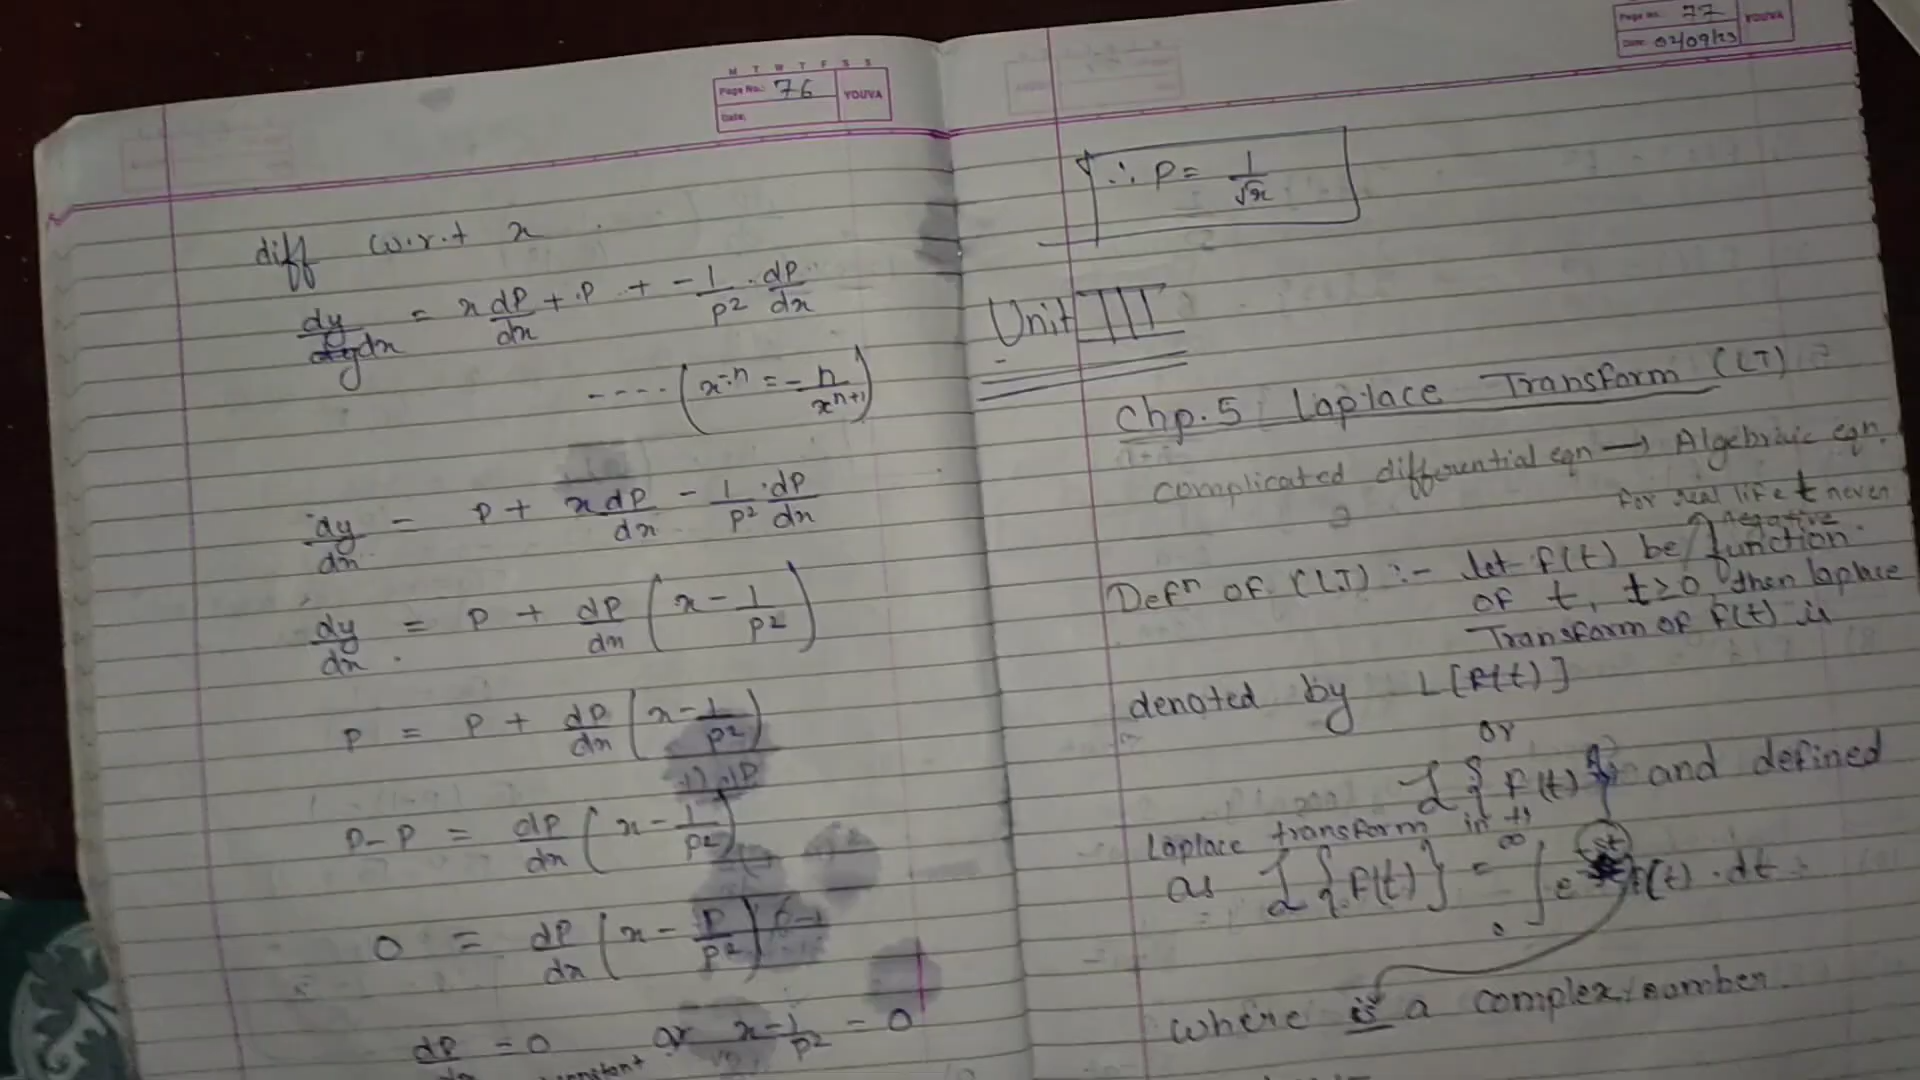 M T W T F S S
Page No.: 76
YOUVA
Date:
diff w.r.t x
dy/dx = x dP/dx + P + -1/P² · dP/dx
---- (x⁻ⁿ = -n/xⁿ⁺¹)
dy/dx = P + x dP/dx - 1/P² · dP/dx
dy/dx = P + dP/dx (x - 1/P²)
P = P + dP/dx (x - 1/P²)
P - P = dP/dx (x - 1/P²)
0 = dP/dx (x - P/P²)
dP/dx = 0 or x - 1/P² = 0
constant
Page No.: 77
YOUVA
Date: 02/09/23
∴ P = 1/√x
Unit III
Chp. 5 Laplace Transform (LT)
complicated differential eqn → Algebraic eqn.
for real life t never
negative
Defⁿ of (LT) :- let f(t) be function
of t, t≥0, then laplace
Transform of f(t) is
denoted by L[f(t)]
or
ℒ{f(t)} and defined
Laplace transform in t
as ℒ{f(t)} = ∞∫₀ e⁻ˢᵗ f(t) · dt
where is a complex number.